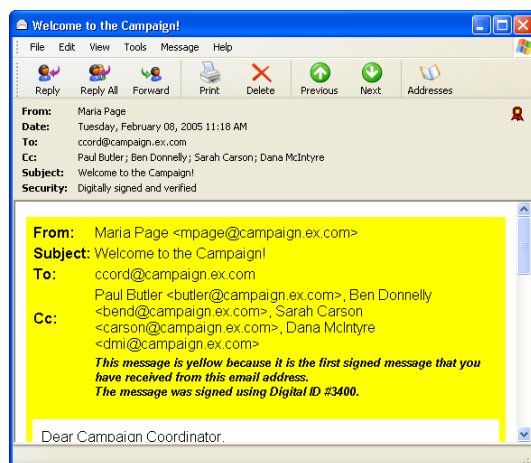 Welcome to the Campaign!
File Edit View Tools Message Help
Reply Reply All Forward Print Delete Previous Next Addresses
From: Maria Page
Date: Tuesday, February 08, 2005 11:18 AM
To: ccord@campaign.ex.com
Cc: Paul Butler; Ben Donnelly; Sarah Carson; Dana McIntyre
Subject: Welcome to the Campaign!
Security: Digitally signed and verified
From: Maria Page <mpage@campaign.ex.com>
Subject: Welcome to the Campaign!
To: ccord@campaign.ex.com
Cc: Paul Butler <butler@campaign.ex.com>, Ben Donnelly
<bend@campaign.ex.com>, Sarah Carson
<carson@campaign.ex.com>, Dana McIntyre
<dmi@campaign.ex.com>
This message is yellow because it is the first signed message that you
have received from this email address.
The message was signed using Digital ID #3400.
Dear Campaign Coordinator,